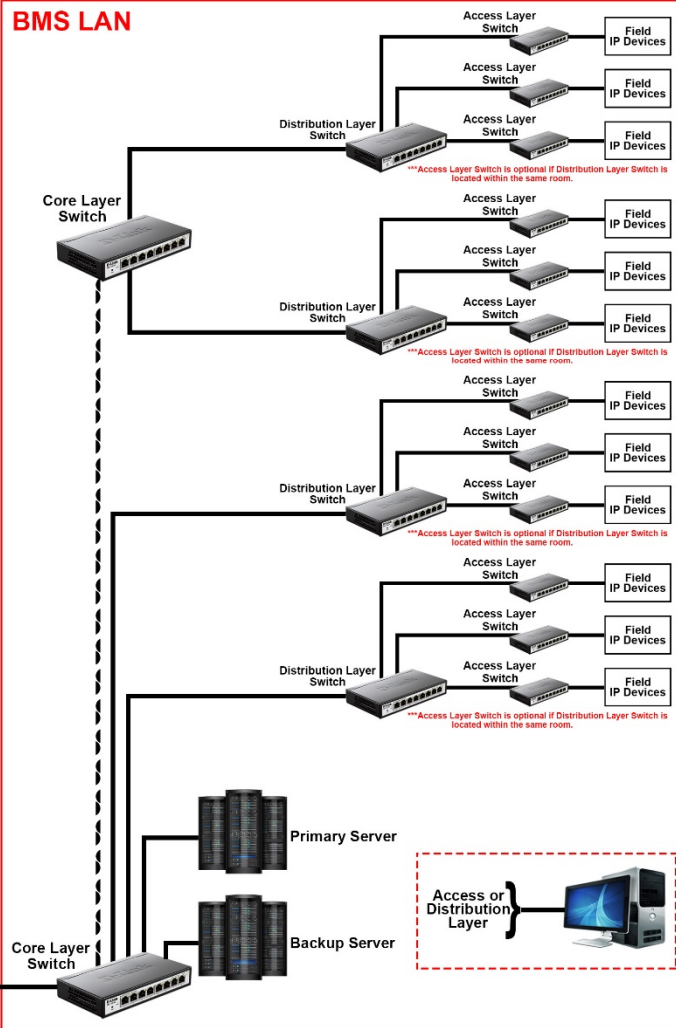 BMS LAN
Access Layer
Switch
Field
IP Devices
Access Layer
Switch
Field
IP Devices
Distribution Layer
Switch
Access Layer
Switch
Field
IP Devices
***Access Layer Switch is optional if Distribution Layer Switch is
located within the same room.
Core Layer
Switch
Access Layer
Switch
Field
IP Devices
Access Layer
Switch
Field
IP Devices
Distribution Layer
Switch
Access Layer
Switch
Field
IP Devices
***Access Layer Switch is optional if Distribution Layer Switch is
located within the same room.
Access Layer
Switch
Field
IP Devices
Access Layer
Switch
Field
IP Devices
Distribution Layer
Switch
Access Layer
Switch
Field
IP Devices
***Access Layer Switch is optional if Distribution Layer Switch is
located within the same room.
Access Layer
Switch
Field
IP Devices
Access Layer
Switch
Field
IP Devices
Distribution Layer
Switch
Access Layer
Switch
Field
IP Devices
***Access Layer Switch is optional if Distribution Layer Switch is
located within the same room.
Primary Server
Backup Server
Access or
Distribution
Layer
Core Layer
Switch